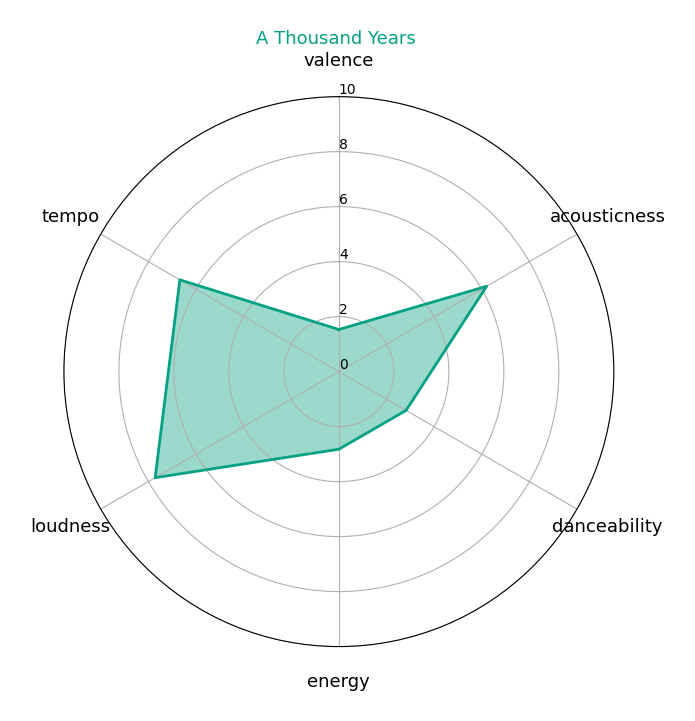 A Thousand Years
valence
10
8
tempo
6
acousticness
4
2
0
loudness
danceability
energy